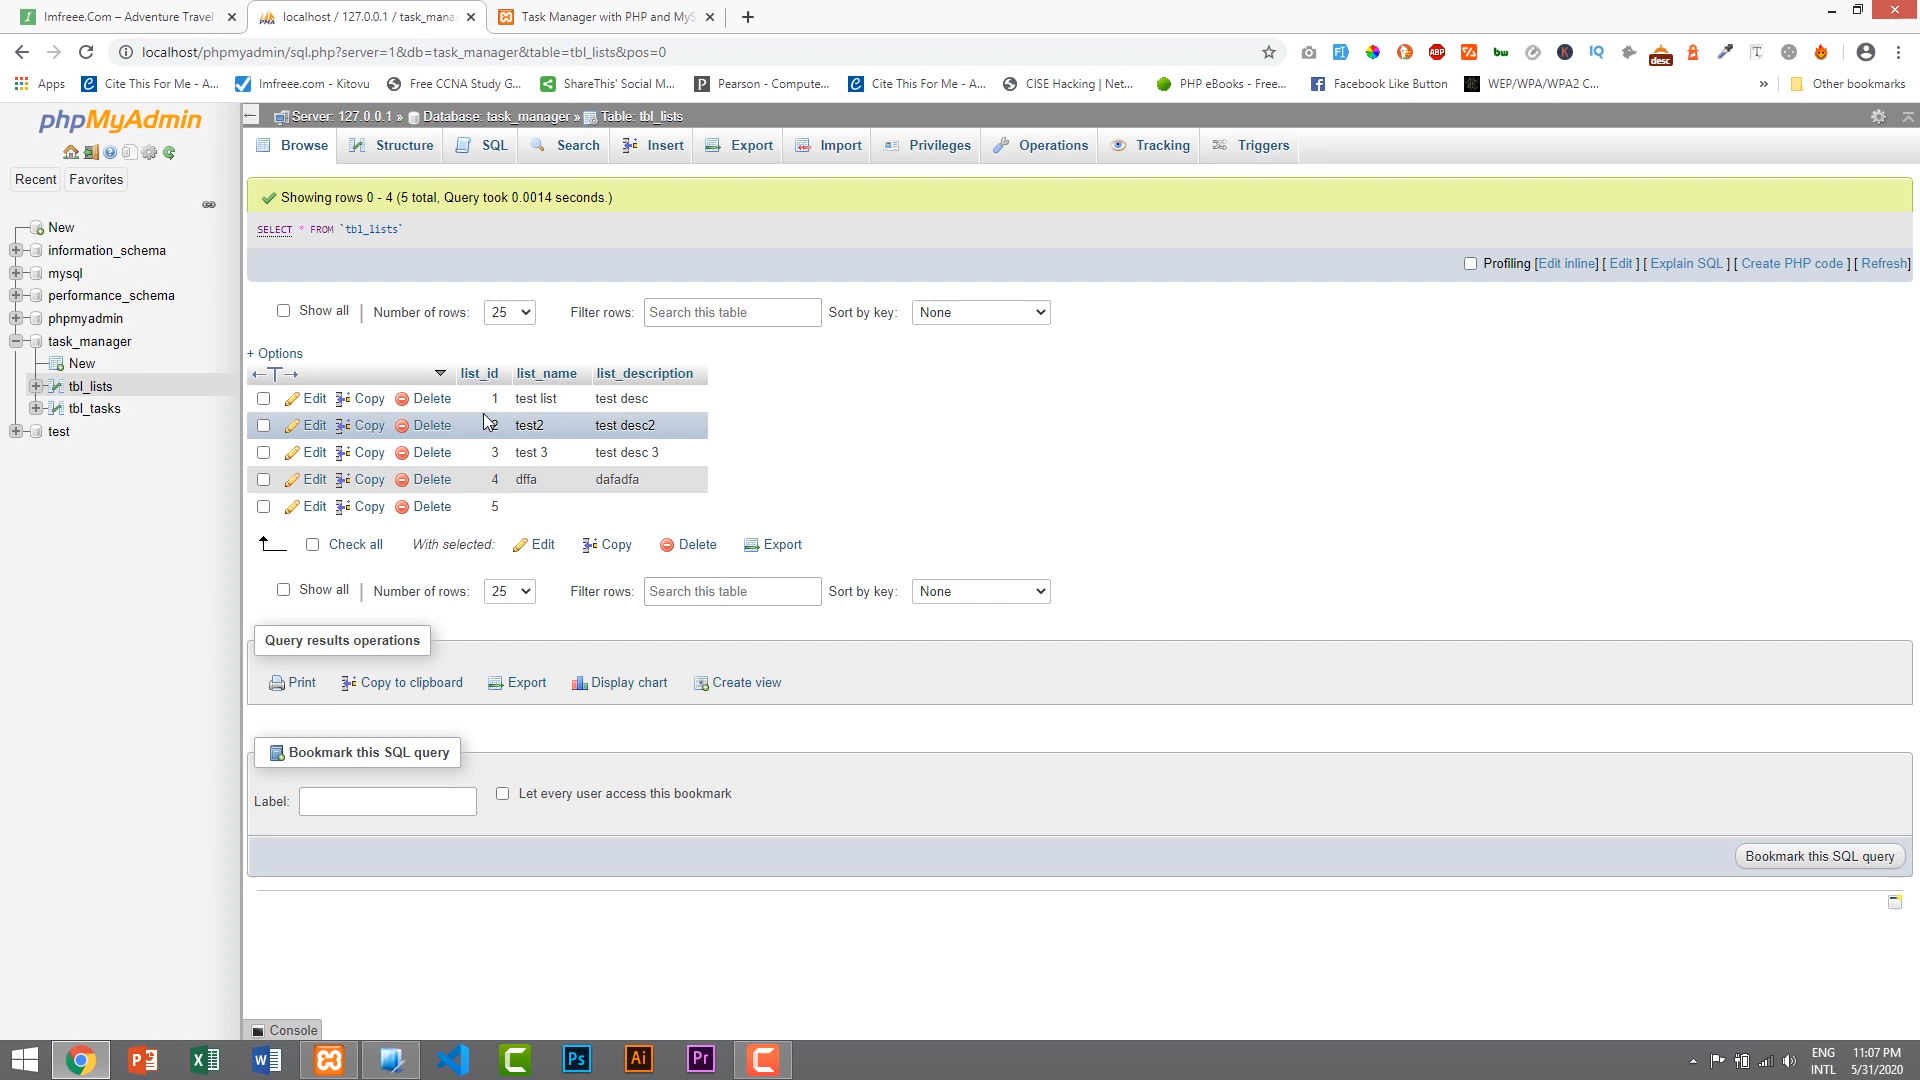 Imfreee.Com – Adventure Travel
localhost / 127.0.0.1 / task_mana
Task Manager with PHP and MyS
localhost/phpmyadmin/sql.php?server=1&db=task_manager&table=tbl_lists&pos=0
Apps
Cite This For Me - A...
Imfreee.com - Kitovu
Free CCNA Study G...
ShareThis' Social M...
Pearson - Compute...
Cite This For Me - A...
CISE Hacking | Net...
PHP eBooks - Free...
Facebook Like Button
WEP/WPA/WPA2 C...
»
Other bookmarks
phpMyAdmin
Recent Favorites
New
information_schema
mysql
performance_schema
phpmyadmin
task_manager
New
tbl_lists
tbl_tasks
test
Server: 127.0.0.1 » Database: task_manager » Table: tbl_lists
Browse Structure SQL Search Insert Export Import Privileges Operations Tracking Triggers
Showing rows 0 - 4 (5 total, Query took 0.0014 seconds.)
SELECT * FROM `tbl_lists`
Profiling [Edit inline] [ Edit ] [ Explain SQL ] [ Create PHP code ] [ Refresh]
Show all | Number of rows: 25 Filter rows: Search this table Sort by key: None
+ Options
←T→ list_id list_name list_description
Edit Copy Delete 1 test list test desc
Edit Copy Delete 2 test2 test desc2
Edit Copy Delete 3 test 3 test desc 3
Edit Copy Delete 4 dffa dafadfa
Edit Copy Delete 5
Check all With selected: Edit Copy Delete Export
Show all | Number of rows: 25 Filter rows: Search this table Sort by key: None
Query results operations
Print Copy to clipboard Export Display chart Create view
Bookmark this SQL query
Label: Let every user access this bookmark
Bookmark this SQL query
Console
ENG 11:07 PM
INTL 5/31/2020